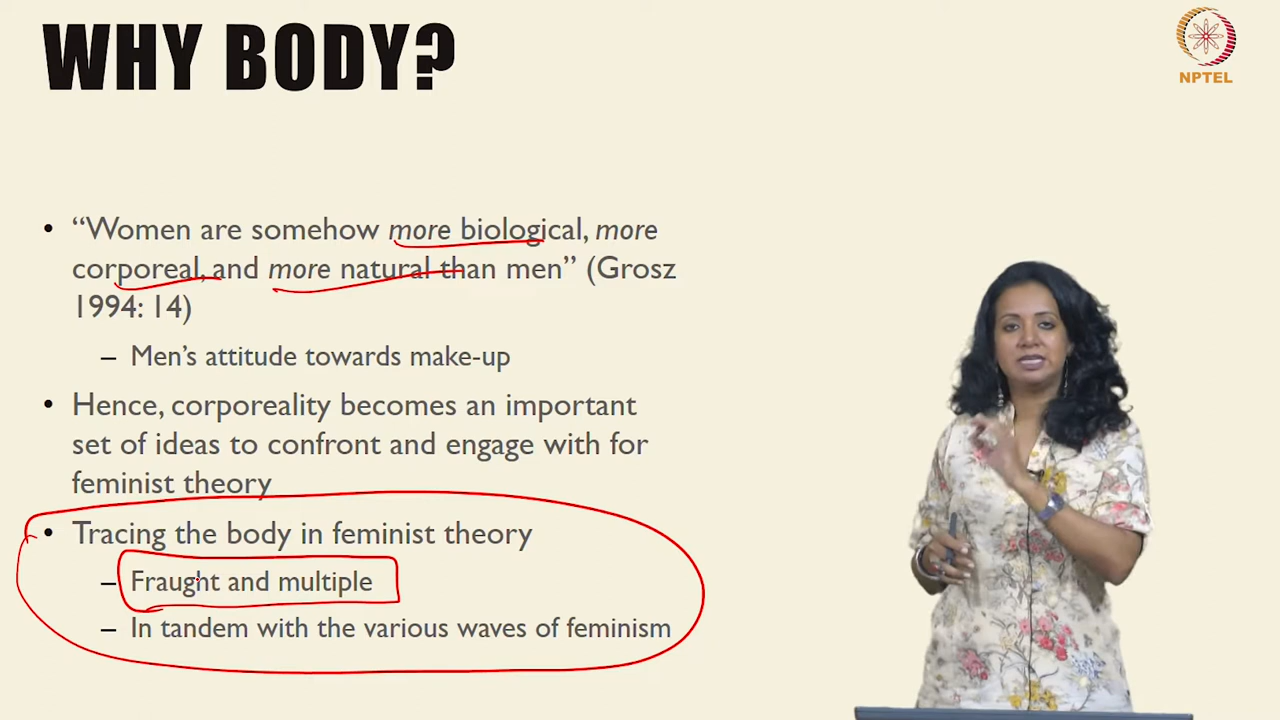 WHY BODY?
NPTEL
• “Women are somehow more biological, more
corporeal, and more natural than men” (Grosz
1994: 14)
– Men’s attitude towards make-up
• Hence, corporeality becomes an important
set of ideas to confront and engage with for
feminist theory
• Tracing the body in feminist theory
– Fraught and multiple
– In tandem with the various waves of feminism